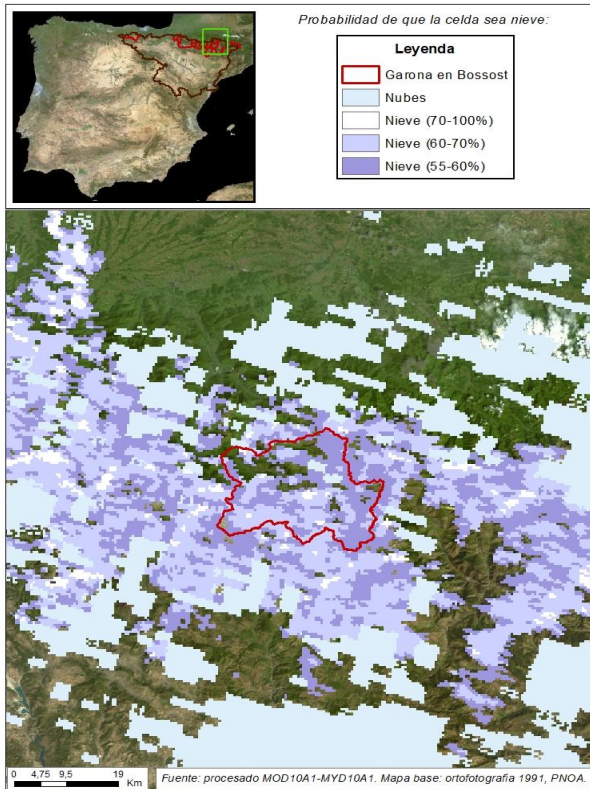 Probabilidad de que la celda sea nieve:
Leyenda
Garona en Bossost
Nubes
Nieve (70-100%)
Nieve (60-70%)
Nieve (55-60%)
0 4,75 9,5 19
Km
Fuente: procesado MOD10A1-MYD10A1. Mapa base: ortofotografia 1991, PNOA.